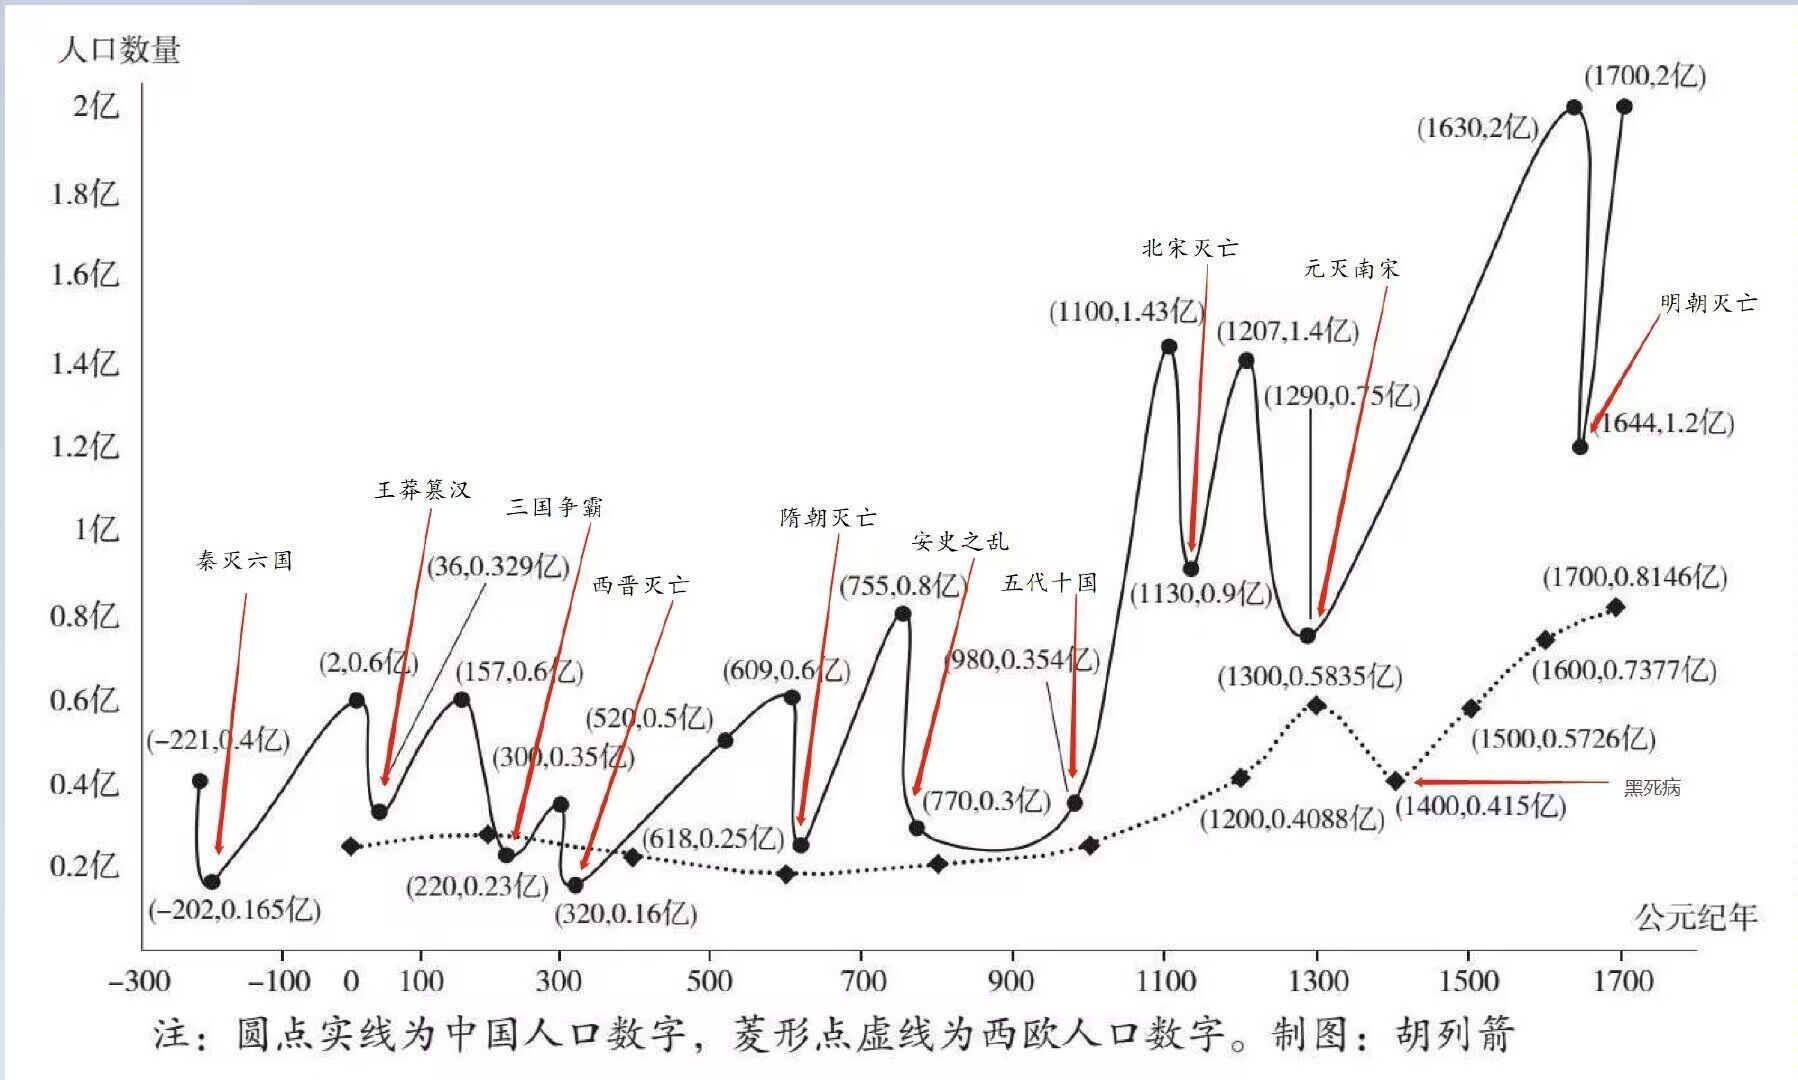 人口数量
(1700,2亿)
2亿
(1630,2亿)
1.8亿
北宋灭亡
1.6亿
元灭南宋
明朝灭亡
(1100,1.43亿)
(1207,1.4亿)
1.4亿
(1290,0.75亿)
(1644,1.2亿)
1.2亿
王莽篡汉
三国争霸
隋朝灭亡
1亿
安史之乱
秦灭六国
(36,0.329亿)
西晋灭亡
(755,0.8亿)
五代十国
(1130,0.9亿)
(1700,0.8146亿)
0.8亿
(2,0.6亿)
(157,0.6亿)
(609,0.6亿)
(980,0.354亿)
(1300,0.5835亿)
(1600,0.7377亿)
0.6亿
(520,0.5亿)
(-221,0.4亿)
(300,0.35亿)
(1500,0.5726亿)
0.4亿
黑死病
(770,0.3亿)
(1200,0.4088亿)
(1400,0.415亿)
(618,0.25亿)
0.2亿
(220,0.23亿)
(-202,0.165亿)
(320,0.16亿)
公元纪年
-300 -100 0 100 300 500 700 900 1100 1300 1500 1700
注：圆点实线为中国人口数字，菱形点虚线为西欧人口数字。制图：胡列箭